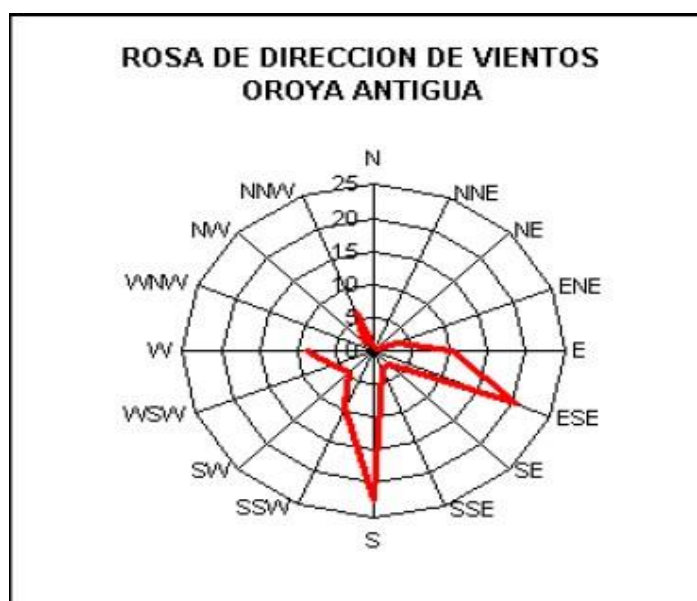 ROSA DE DIRECCION DE VIENTOS
OROYA ANTIGUA
N
NNW
25
NNE
NW
20
NE
15
WNW
10
ENE
5
W
0
E
WSW
ESE
SW
SE
SSW
SSE
S